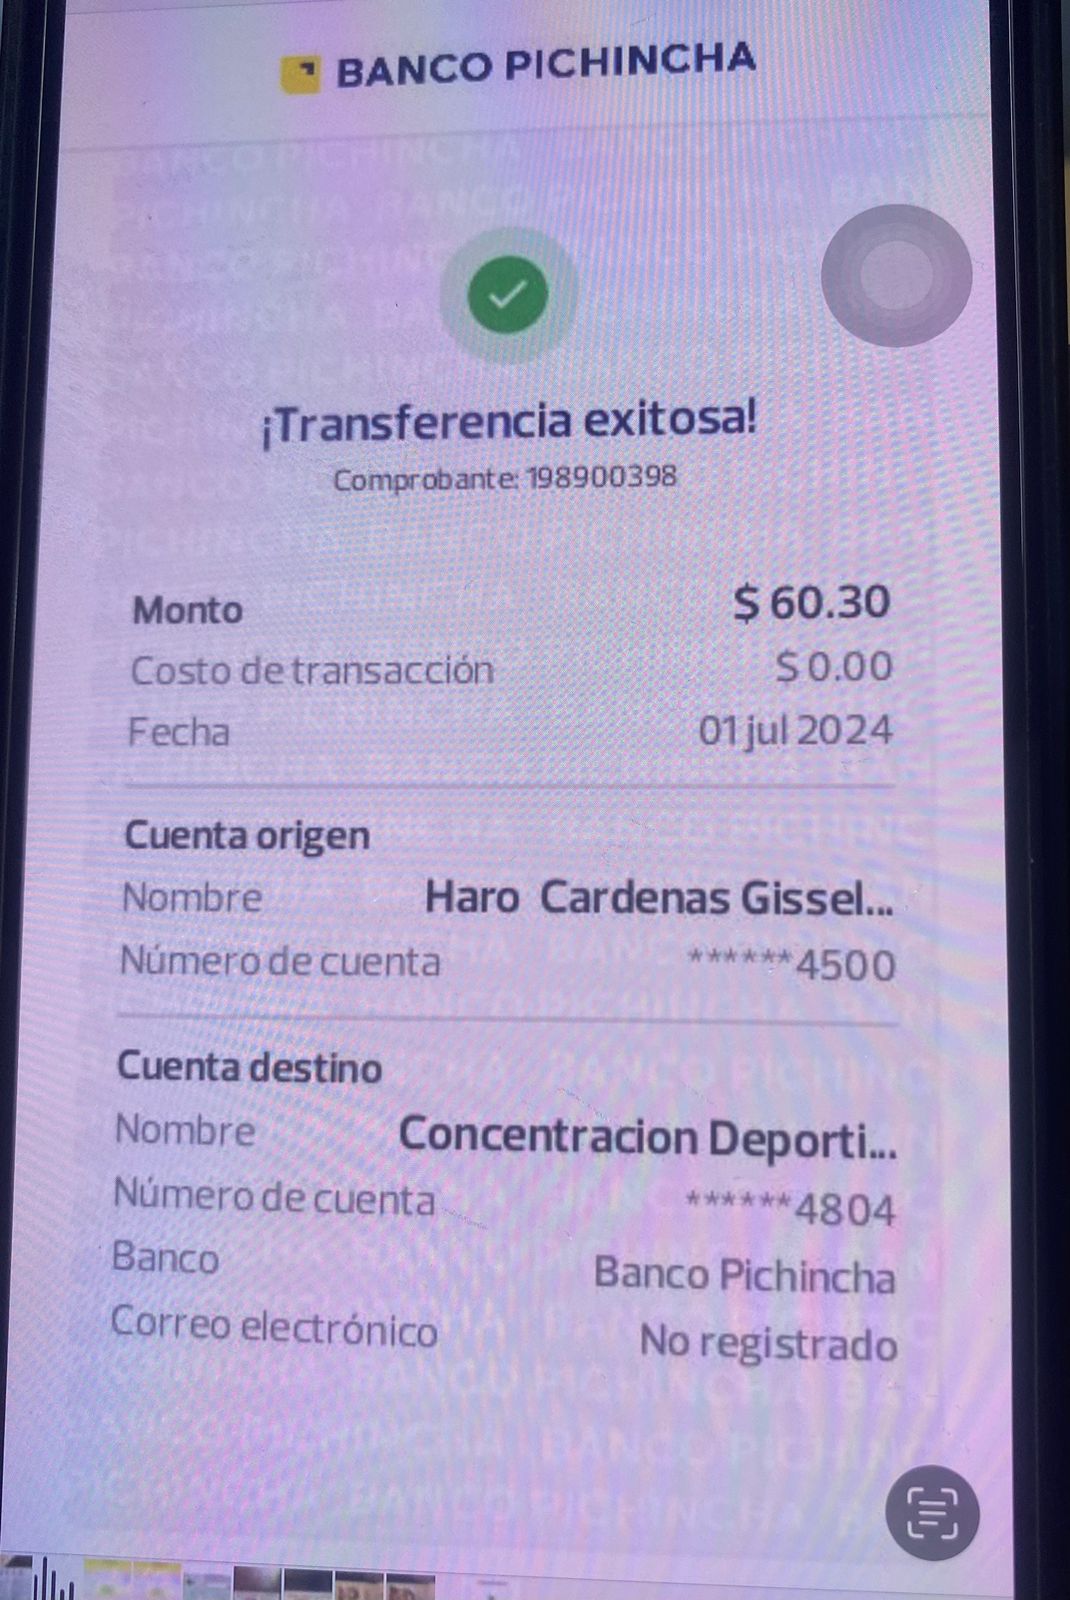 BANCO PICHINCHA
¡Transferencia exitosa!
Comprobante: 198900398
Monto $ 60.30
Costo de transacción $ 0.00
Fecha 01 jul 2024
Cuenta origen
Nombre Haro Cardenas Gissel...
Número de cuenta ******4500
Cuenta destino
Nombre Concentracion Deporti...
Número de cuenta ******4804
Banco Banco Pichincha
Correo electrónico No registrado